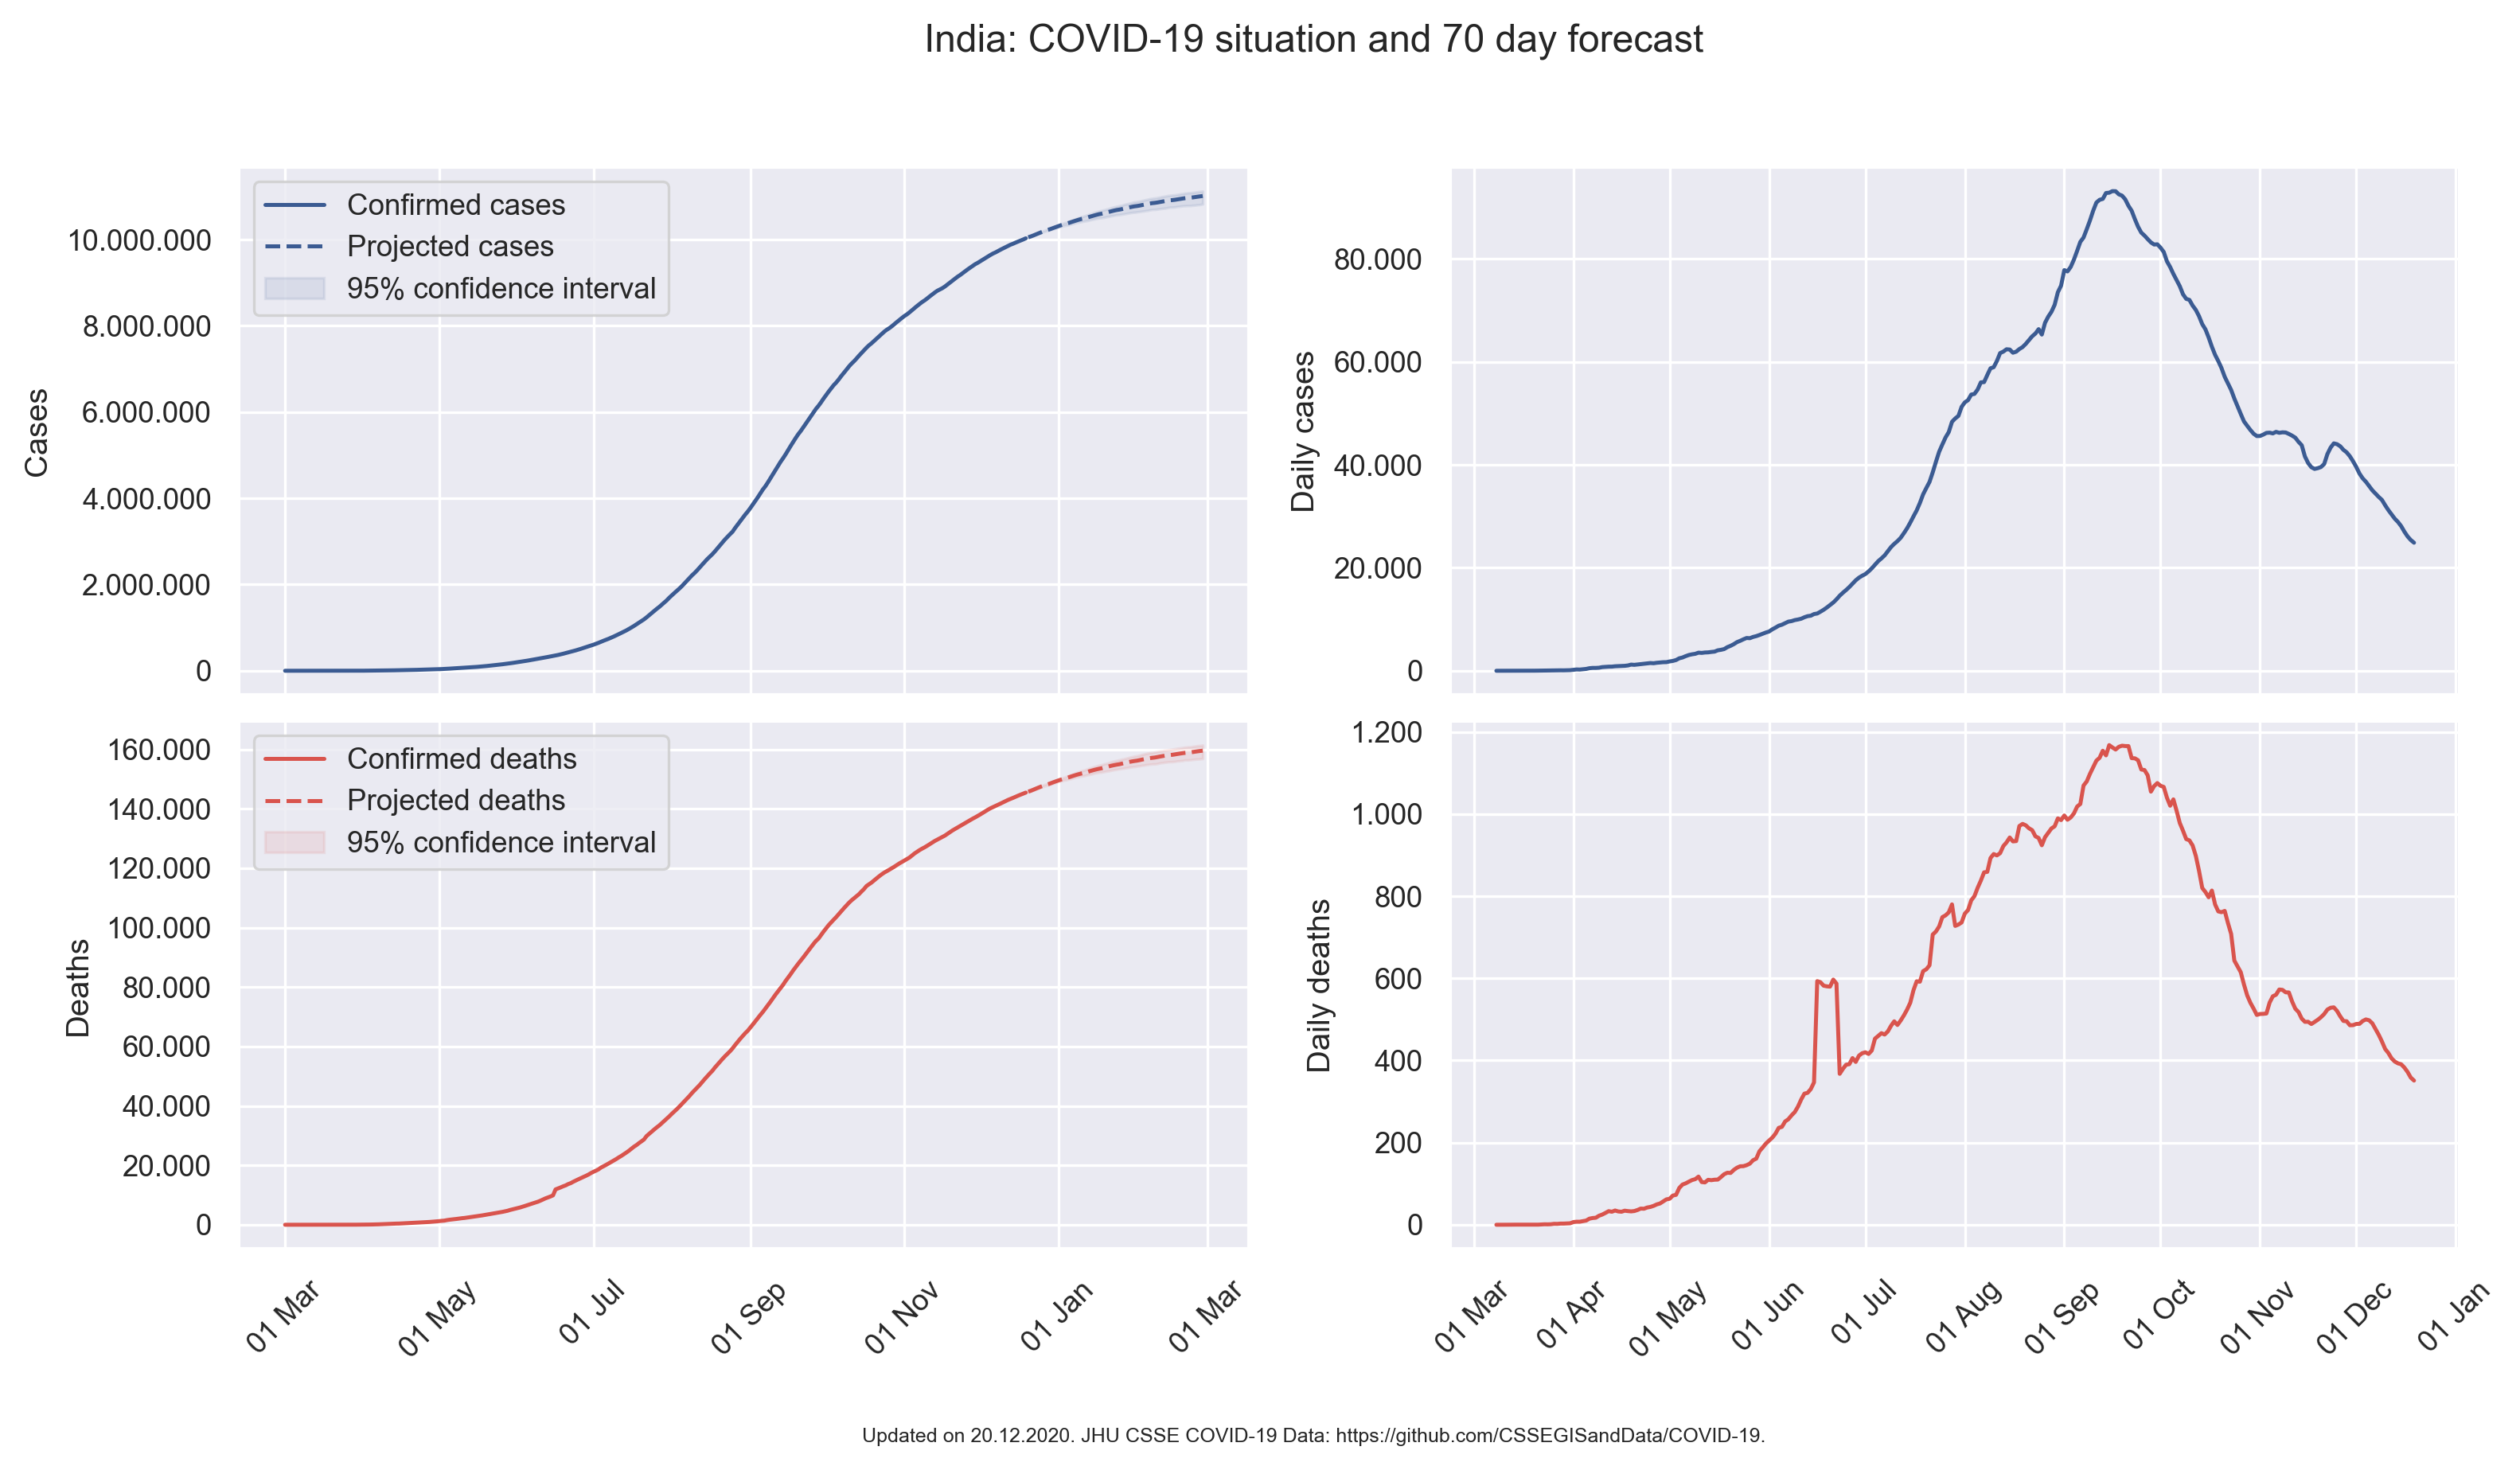 India: COVID-19 situation and 70 day forecast
Confirmed cases
Projected cases
95% confidence interval
Cases
10.000.000
8.000.000
6.000.000
4.000.000
2.000.000
0
Daily cases
80.000
60.000
40.000
20.000
0
Confirmed deaths
Projected deaths
95% confidence interval
Deaths
160.000
140.000
120.000
100.000
80.000
60.000
40.000
20.000
0
01 Mar
01 May
01 Jul
01 Sep
01 Nov
01 Jan
01 Mar
Daily deaths
1.200
1.000
800
600
400
200
0
01 Mar
01 Apr
01 May
01 Jun
01 Jul
01 Aug
01 Sep
01 Oct
01 Nov
01 Dec
01 Jan
Updated on 20.12.2020. JHU CSSE COVID-19 Data: https://github.com/CSSEGISandData/COVID-19.